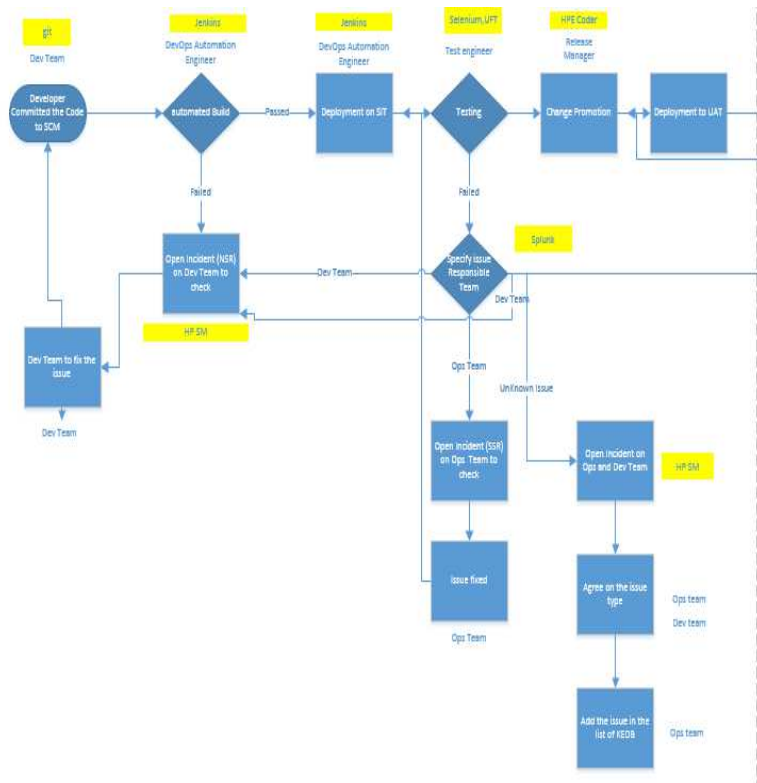 git
Jenkins
Jenkins
Selenium,UFT
HPE Codar
Dev Team
DevOps Automation
Engineer
DevOps Automation
Engineer
Test engineer
Release
Manager
Developer
Committed the Code
to SCM
automated Build
Passed
Deployment on SIT
Testing
Change Promotion
Deployment to UAT
Failed
Failed
Open Incident (NSR)
on Dev Team to
check
Dev Team
Specify issue
Responsible
Team
Splunk
Dev Team
HP SM
Dev Team to fix the
issue
Dev Team
Ops Team
Unknown Issue
Open Incident (SSR)
on Ops Team to
check
Open Incident on
Ops and Dev Team
HP SM
Issue fixed
Ops Team
Agree on the issue
type
Ops team
Dev team
Add the issue in the
list of KEDB
Ops team